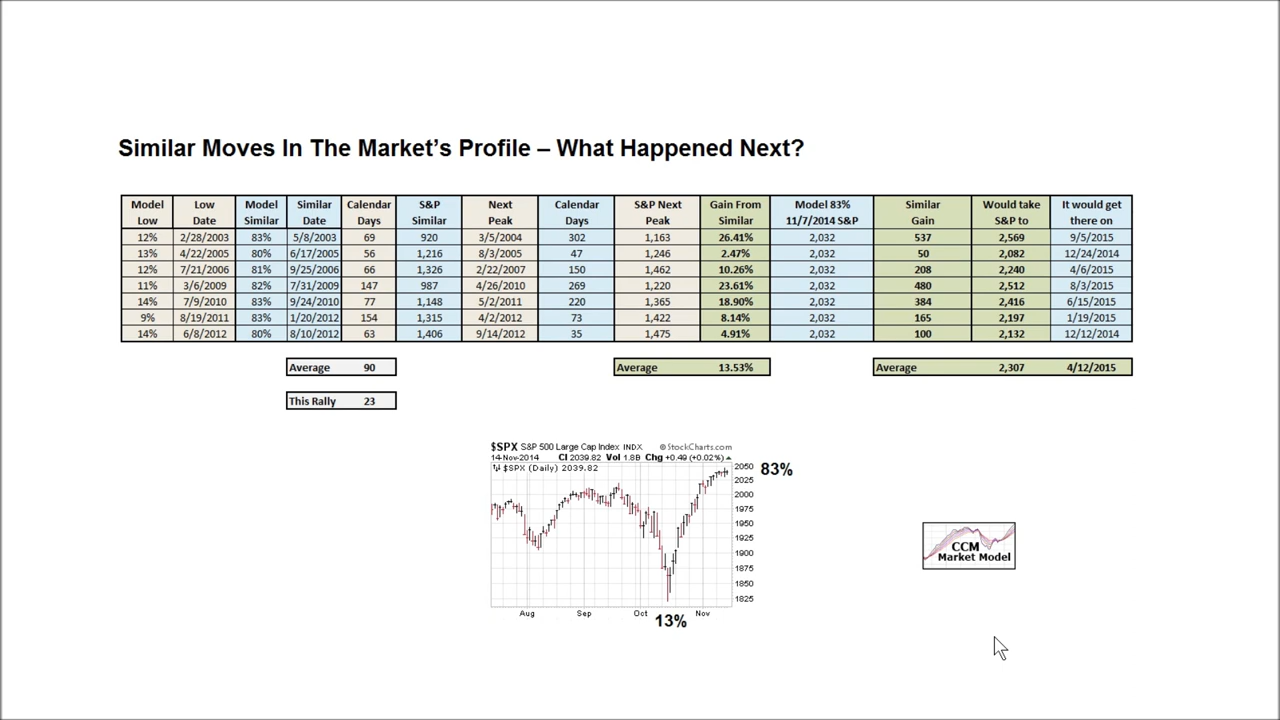 Similar Moves In The Market's Profile – What Happened Next?
Model Low Model Similar Calendar S&P Next Calendar S&P Next Gain From Model 83% Similar Would take It would get
Low Date Similar Date Days Similar Peak Days Peak Similar 11/7/2014 S&P Gain S&P to there on
12% 2/28/2003 83% 5/8/2003 69 920 3/5/2004 302 1,163 26.41% 2,032 537 2,569 9/5/2015
13% 4/22/2005 80% 6/17/2005 56 1,216 8/3/2005 47 1,246 2.47% 2,032 50 2,082 12/24/2014
12% 7/21/2006 81% 9/25/2006 66 1,326 2/22/2007 150 1,462 10.26% 2,032 208 2,240 4/6/2015
11% 3/6/2009 82% 7/31/2009 147 987 4/26/2010 269 1,220 23.61% 2,032 480 2,512 8/3/2015
14% 7/9/2010 83% 9/24/2010 77 1,148 5/2/2011 220 1,365 18.90% 2,032 384 2,416 6/15/2015
9% 8/19/2011 83% 1/20/2012 154 1,315 4/2/2012 73 1,422 8.14% 2,032 165 2,197 1/19/2015
14% 6/8/2012 80% 8/10/2012 63 1,406 9/14/2012 35 1,475 4.91% 2,032 100 2,132 12/12/2014
Average 90 Average 13.53% Average 2,307 4/12/2015
This Rally 23
$SPX S&P 500 Large Cap Index INDX © StockCharts.com
14-Nov-2014 Cl 2039.82 Vol 1.8B Chg +0.49 (+0.02%)
$SPX (Daily) 2039.82
2050 83%
2025
2000
1975
1950
1925
1900
1875
1850
1825
Aug Sep Oct Nov
13%
CCM
Market Model